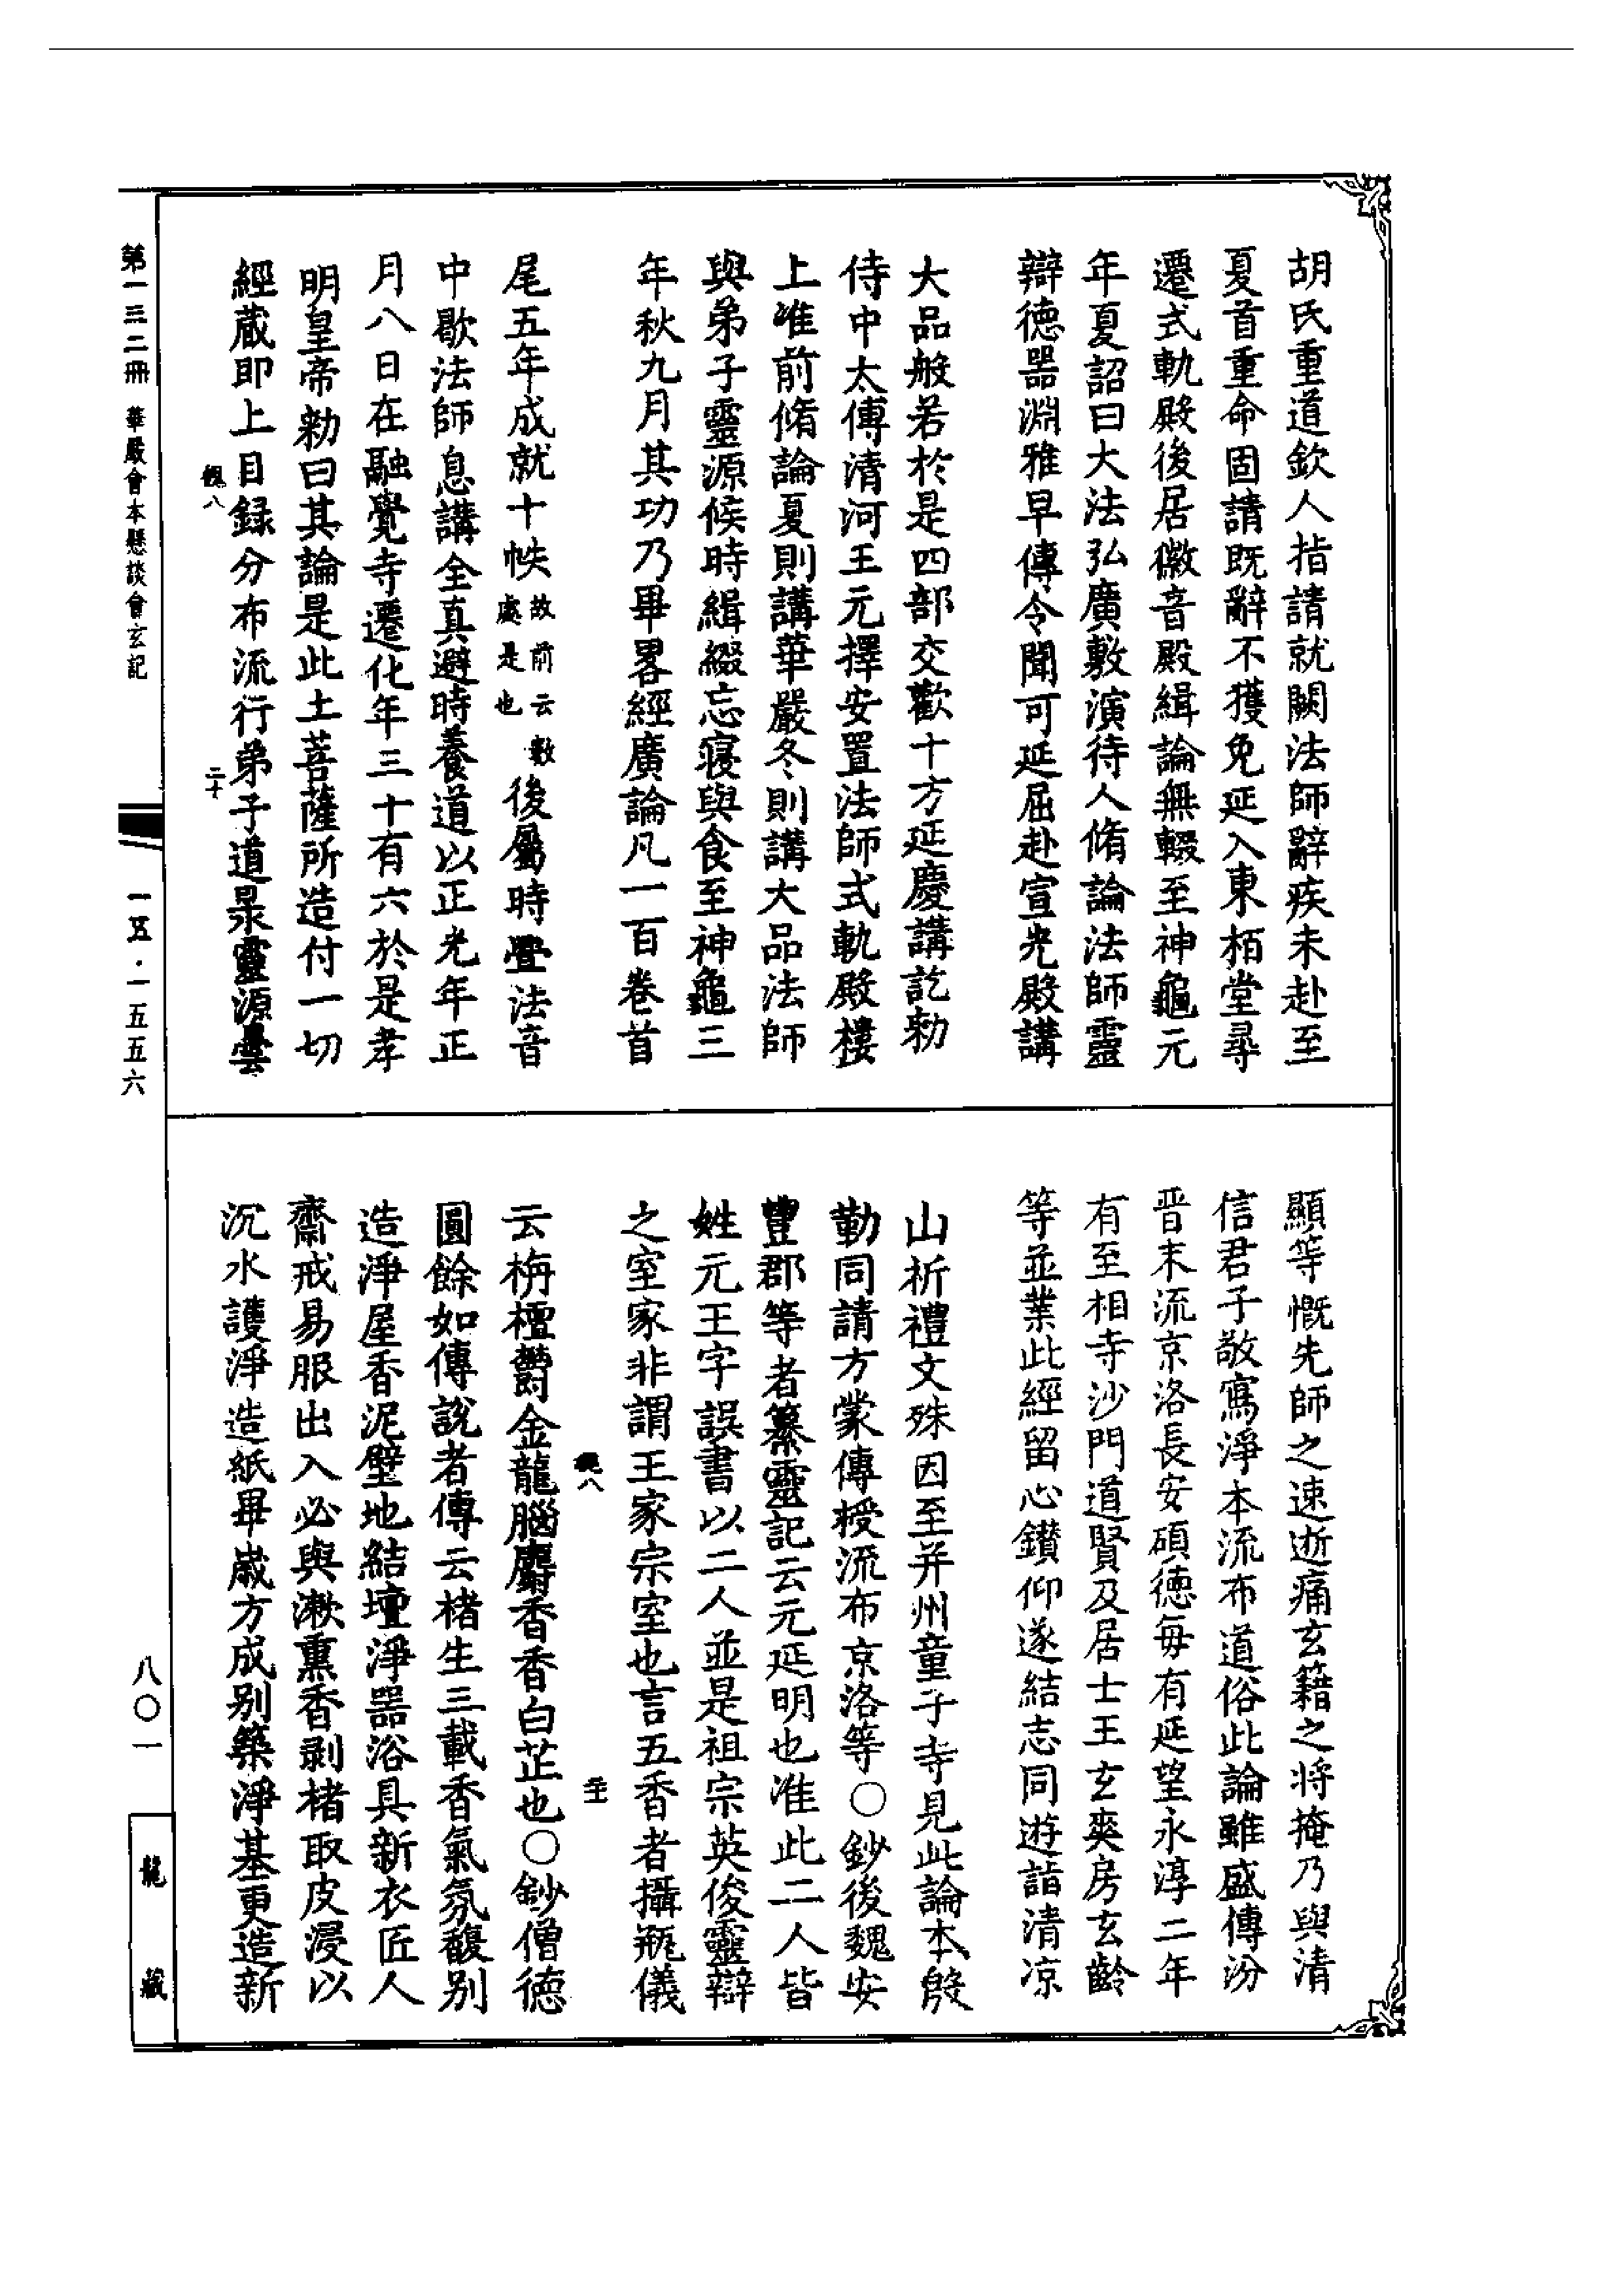 胡氏重道欽人指請就闕法師辭疾未赴至
夏首重命固請既辭不獲免延入東栢堂尋
遷式軌殿後居徽音殿緝論無輟至神龜元
年夏詔曰大法弘廣敷演待人脩論法師靈
辯德器淵雅早傳令聞可延屈赴宣光殿講
大品般若於是四部交歡十方延慶講訖勑
侍中太傅清河王元擇安置法師式軌殿樓
上准前脩論夏則講華嚴冬則講大品法師
與弟子靈源候時緝綴忘寝與食至神龜三
年秋九月其功乃畢畧經廣論凡一百卷首
尾五年成就十帙故前云數處是也後屬時疊法音
中歇法師息講全真避時養道以正光年正
月八日在融覺寺遷化年三十有六於是孝
明皇帝勑曰其論是此土菩薩所造付一切
經蔵即上目録分布流行弟子道杲靈源曇
顯等慨先師之速逝痛玄籍之將掩乃與清
信君子敬寫淨本流布道俗此論雖盛傳汾
晋末流京洛長安碩德每有延望永淳二年
有至相寺沙門道賢及居士王玄爽房玄齡
等並業此經留心鑚仰遂結志同遊詣清凉
山祈禮文殊因至并州童子寺見此論本慇
勤同請方蒙傳授流布京洛等〇鈔後魏安
豐郡等者纂靈記云元延明也准此二人皆
姓元王字誤書以二人並是祖宗英俊靈辯
之室家非謂王家宗室也言五香者攝瓶儀
云栴檀鬱金龍腦麝香香白芷也〇鈔僧德
圓餘如傳説者傳云楮生三載香氣氛馥别
造淨屋香泥壁地結壇淨器浴具新衣匠人
齋戒易服出入必與漱薫香剥楮取皮浸以
沉水護淨造紙畢嵗方成别築淨基更造新
第一三二冊 華嚴會本懸談會玄記
一五·一五五六
八〇一
龍藏
二十